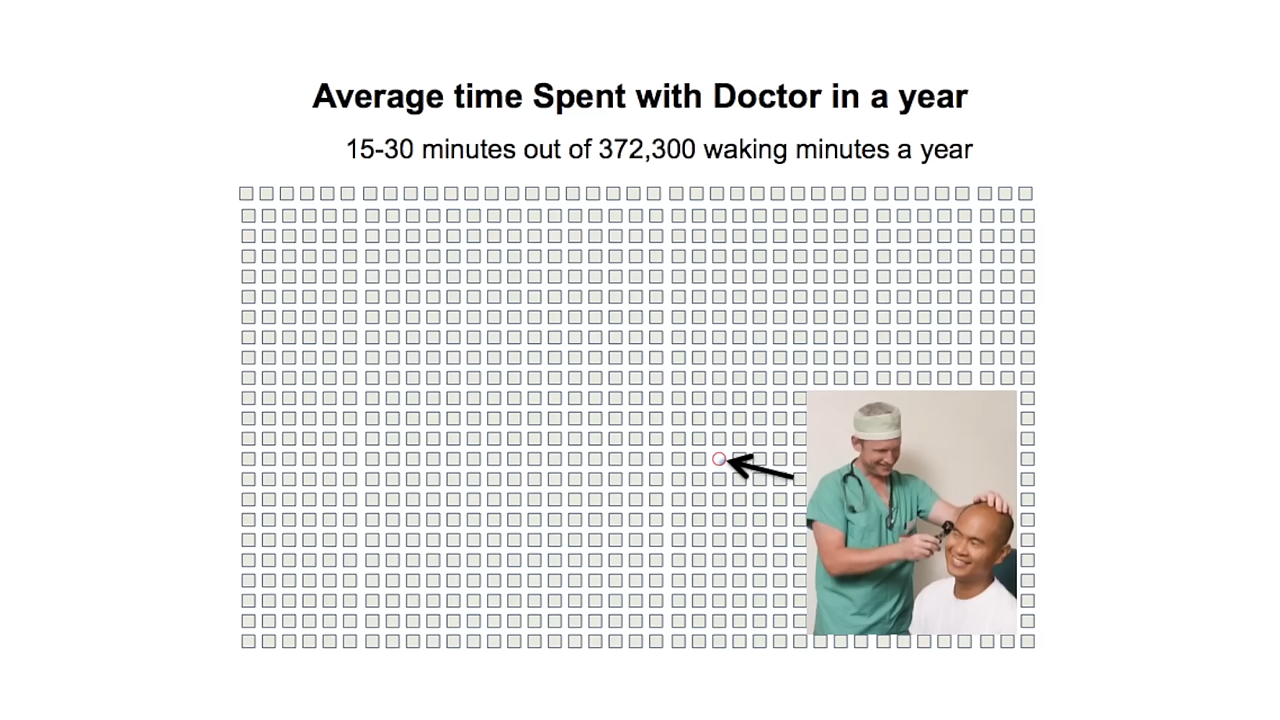 Average time Spent with Doctor in a year
15-30 minutes out of 372,300 waking minutes a year